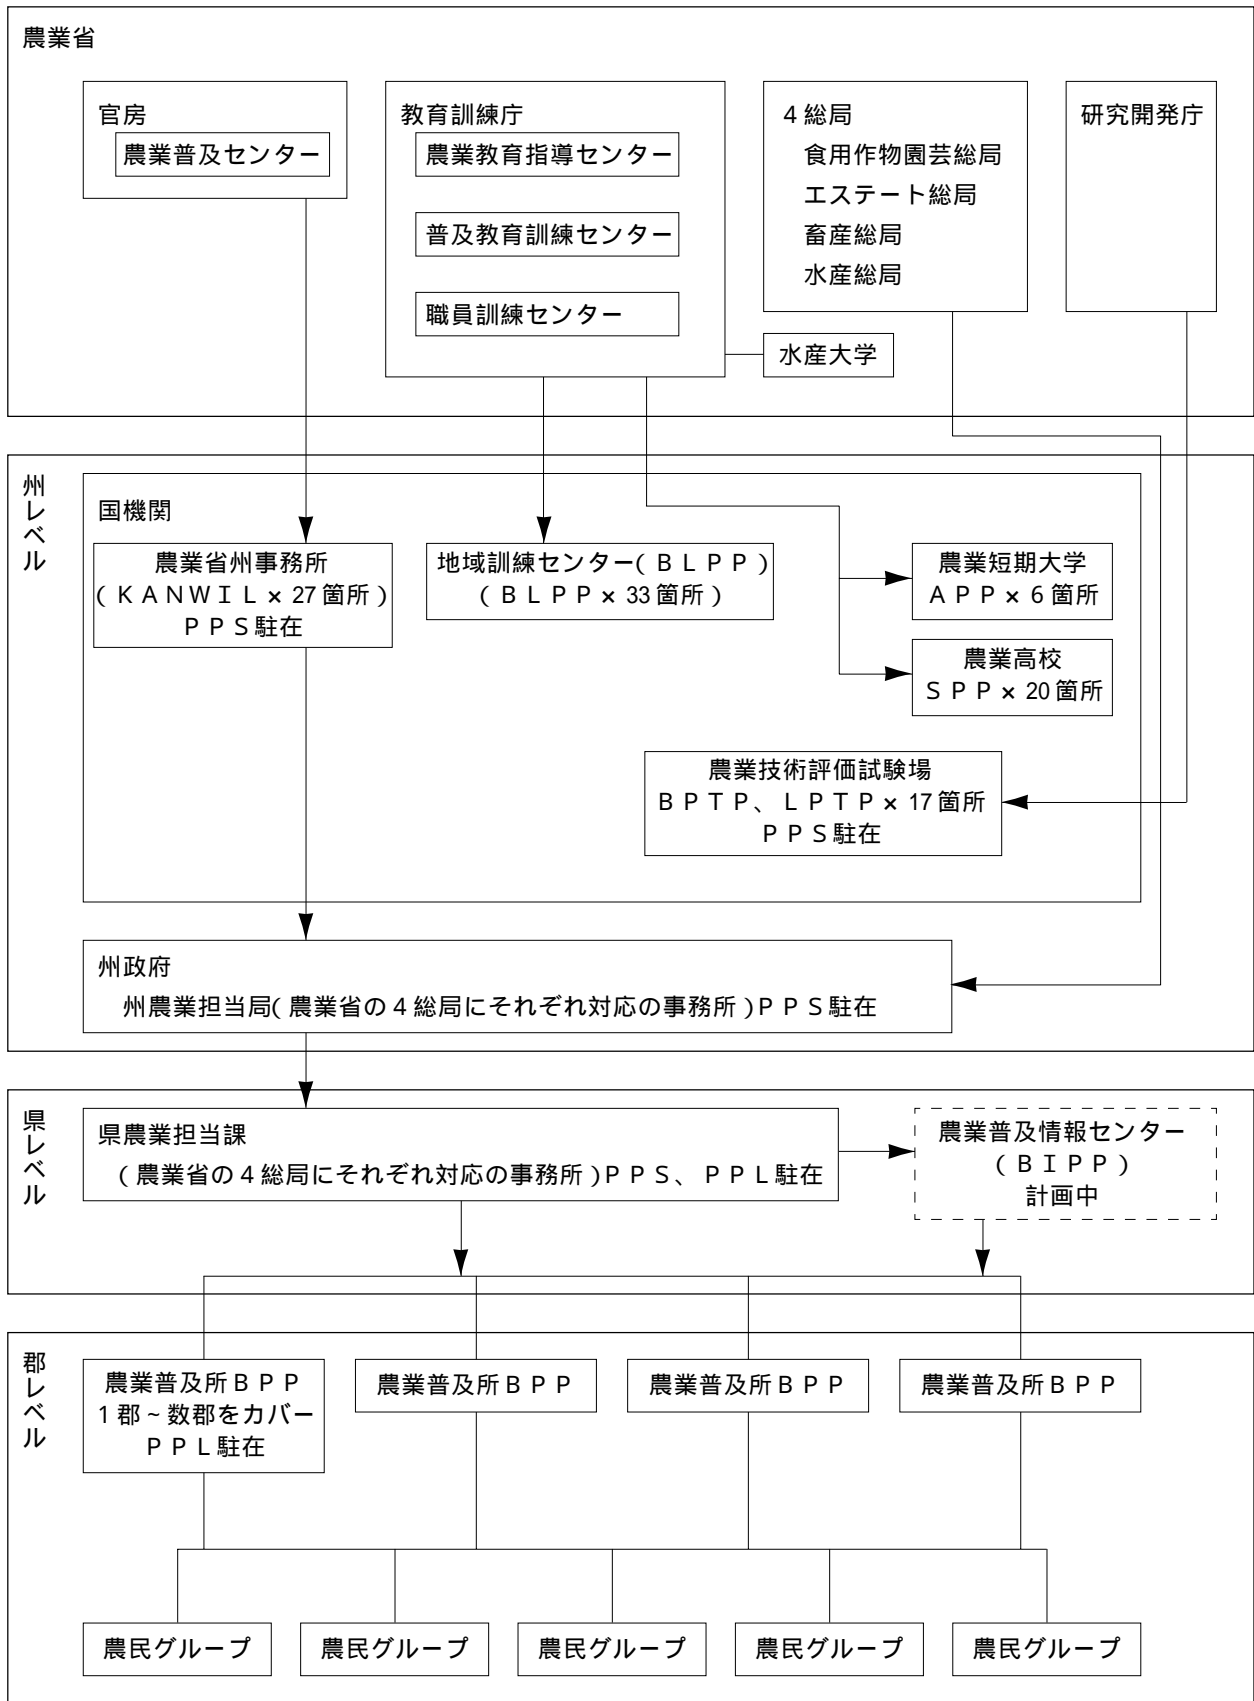 農業省
官房
農業普及センター
教育訓練庁
農業教育指導センター
普及教育訓練センター
職員訓練センター
水産大学
4総局
食用作物園芸総局
エステート総局
畜産総局
水産総局
研究開発庁
州レベル
国機関
農業省州事務所
(KANWIL×27箇所)
PPS駐在
地域訓練センター(BLPP)
(BLPP×33箇所)
農業短期大学
APP×6箇所
農業高校
SPP×20箇所
農業技術評価試験場
BPTP、LPTP×17箇所
PPS駐在
州政府
州農業担当局(農業省の4総局にそれぞれ対応の事務所)PPS駐在
県レベル
県農業担当課
(農業省の4総局にそれぞれ対応の事務所)PPS、PPL駐在
農業普及情報センター
(BIPP)
計画中
郡レベル
農業普及所BPP
1郡~数郡をカバー
PPL駐在
農業普及所BPP
農業普及所BPP
農業普及所BPP
農民グループ
農民グループ
農民グループ
農民グループ
農民グループ